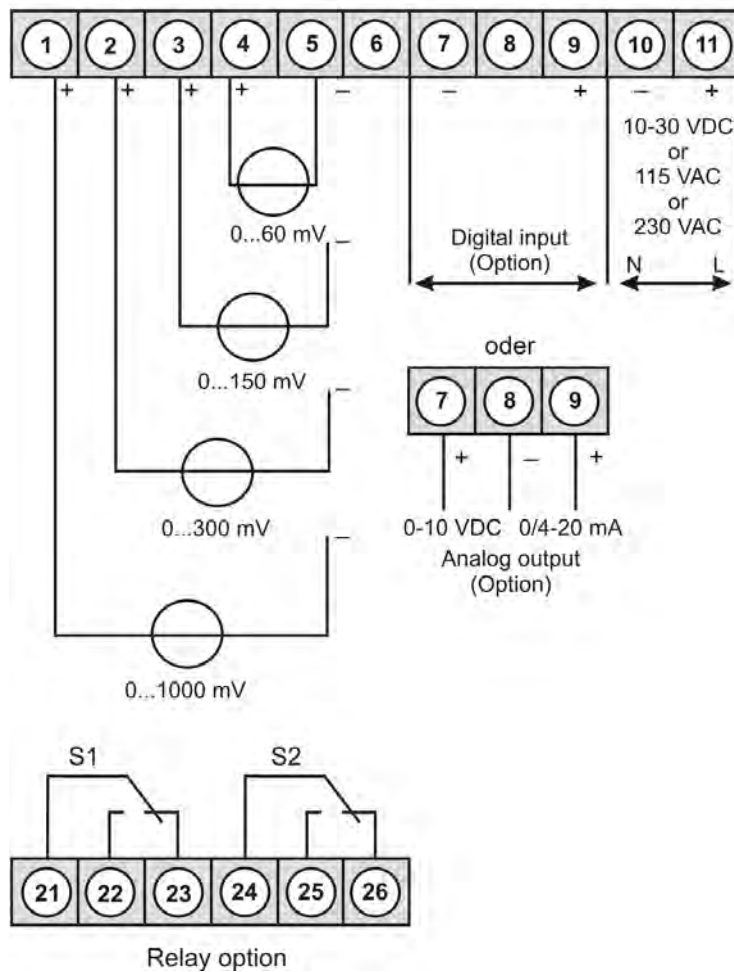 1 2 3 4 5 6 7 8 9 10 11
+ + + + – – + – +
10-30 VDC
or
115 VAC
or
230 VAC
N L
0...60 mV
–
Digital input
(Option)
0...150 mV
–
oder
7 8 9
+ – +
0-10 VDC 0/4-20 mA
Analog output
(Option)
0...300 mV
–
0...1000 mV
S1 S2
21 22 23 24 25 26
Relay option